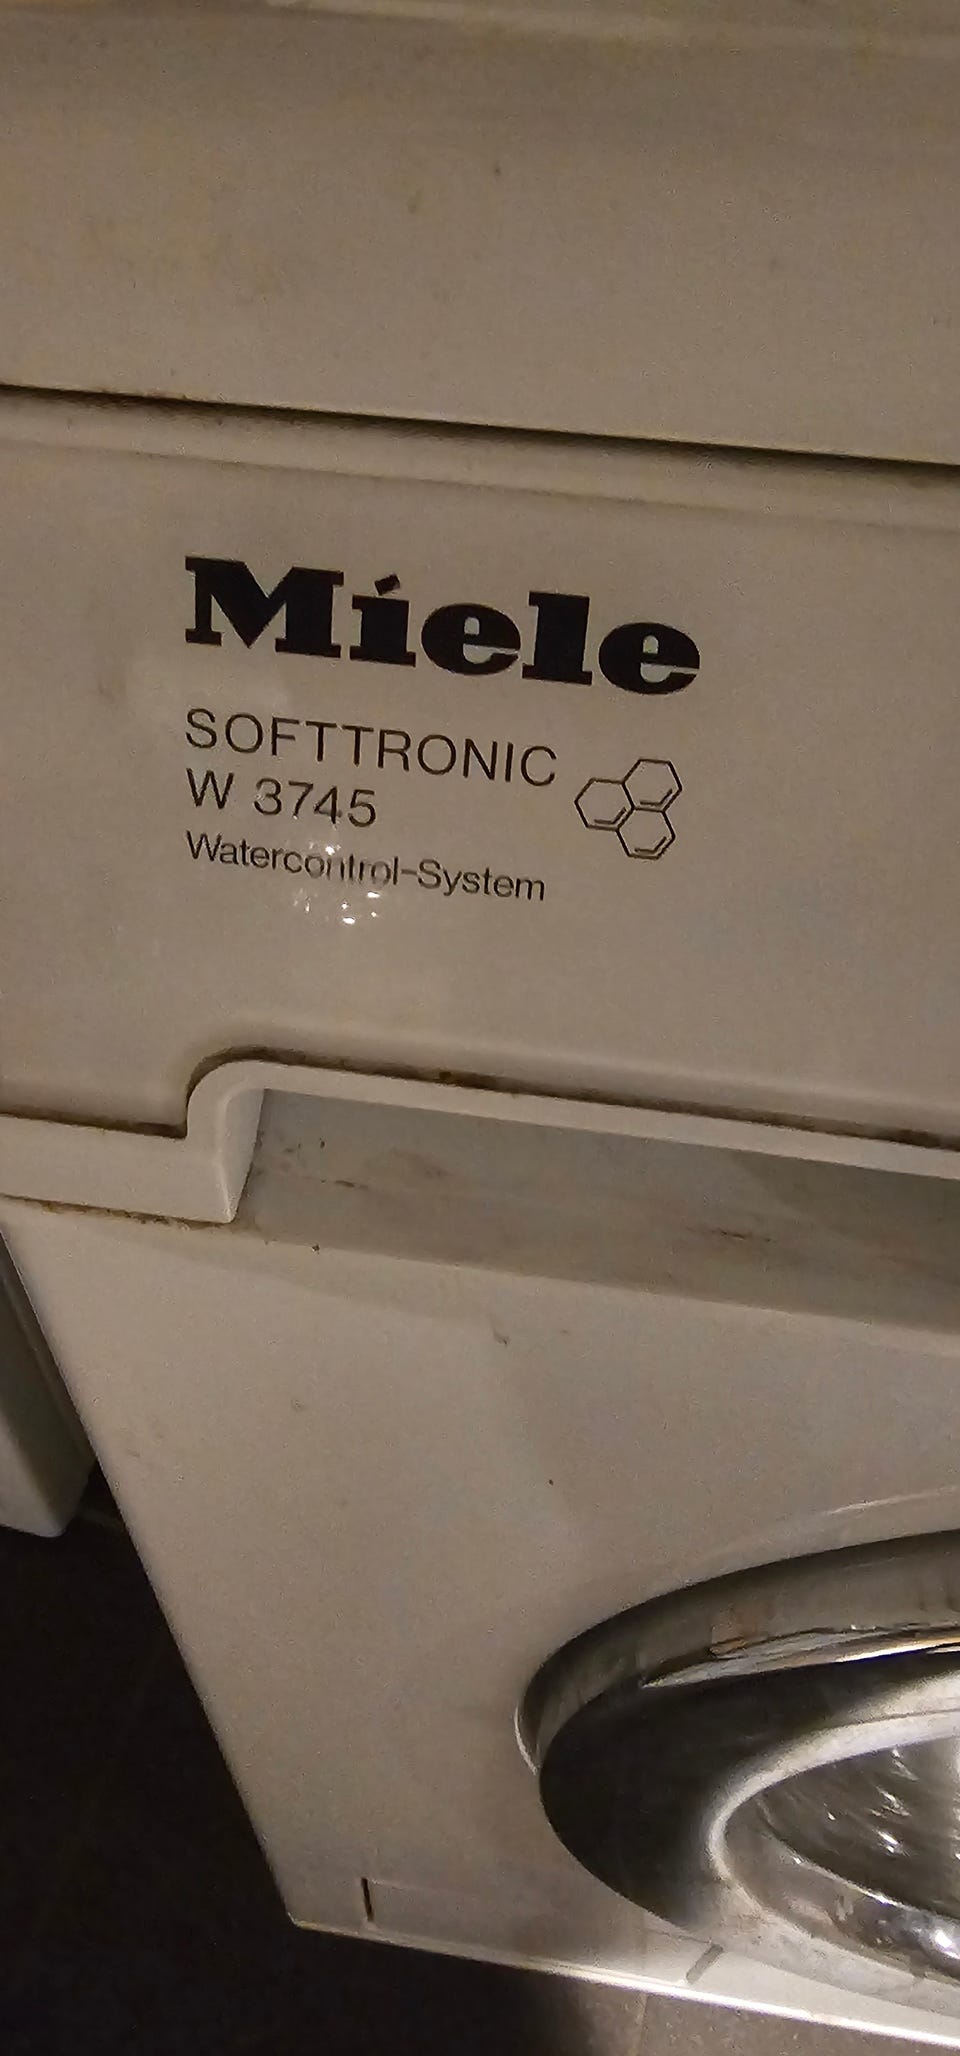 Miele
SOFTTRONIC
W 3745
Watercontrol-System